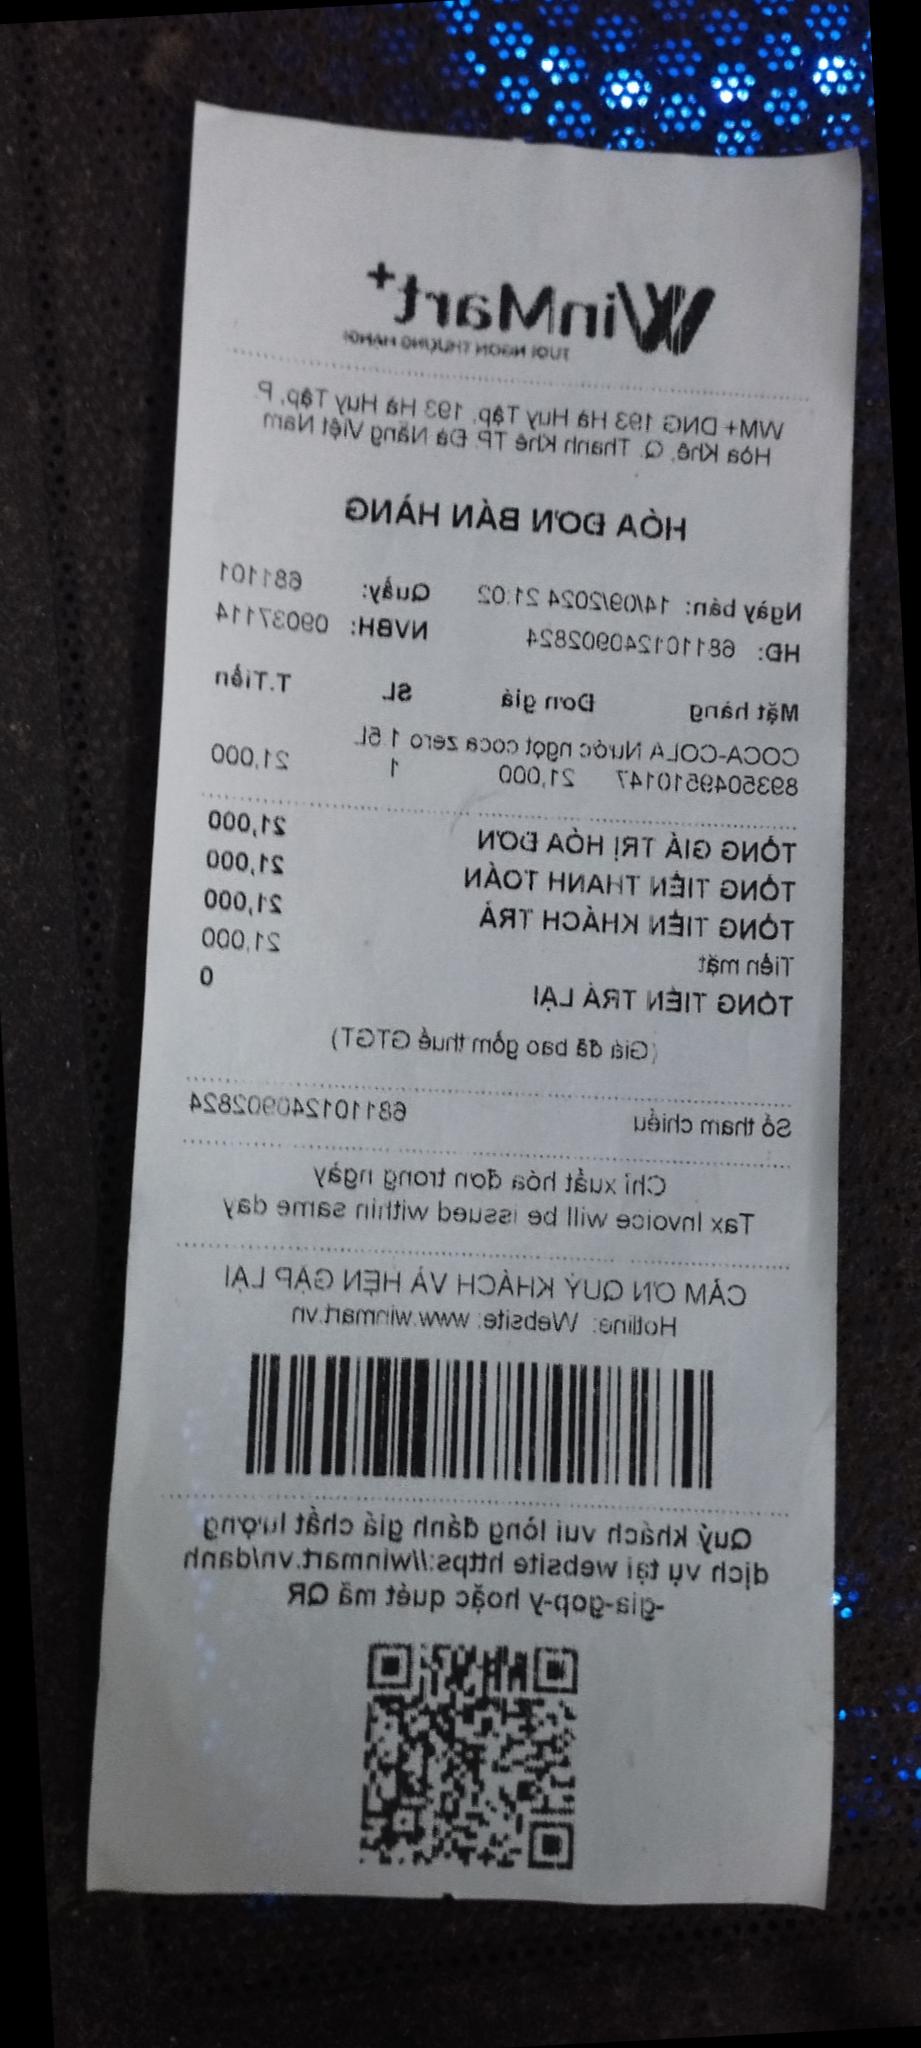 WinMart+
TƯƠI NGON THƯỢNG HẠNG!
WM+ DNG 193 Hà Huy Tập, 193 Hà Huy Tập, P.
Hòa Khê, Q. Thanh Khê TP. Đà Nẵng Việt Nam
HÓA ĐƠN BÁN HÀNG
Ngày bán: 14/09/2024 21:02 Quầy: 681101
HĐ: 681101240902824 NVBH: 09037114
Mặt hàng Đơn giá SL T.Tiền
COCA-COLA Nước ngọt coca zero 1.5L
8935049510147 21,000 1 21,000
TỔNG GIÁ TRỊ HÓA ĐƠN 21,000
TỔNG TIỀN THANH TOÁN 21,000
TỔNG TIỀN KHÁCH TRẢ 21,000
Tiền mặt 21,000
TỔNG TIỀN TRẢ LẠI 0
(Giá đã bao gồm thuế GTGT)
Số tham chiếu 681101240902824
Chỉ xuất hóa đơn trong ngày
Tax Invoice will be issued within same day
CẢM ƠN QUÝ KHÁCH VÀ HẸN GẶP LẠI
Hotline: Website: www.winmart.vn
Quý khách vui lòng đánh giá chất lượng
dịch vụ tại website https://winmart.vn/danh
-gia-gop-y hoặc quét mã QR